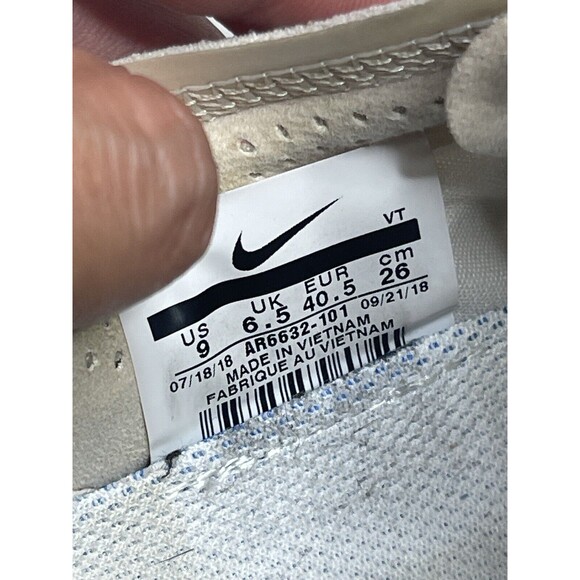 VT
US UK EUR cm
9 6.5 40.5 26
07/18/18 AR6632-101 09/21/18
MADE IN VIETNAM
FABRIQUE AU VIETNAM